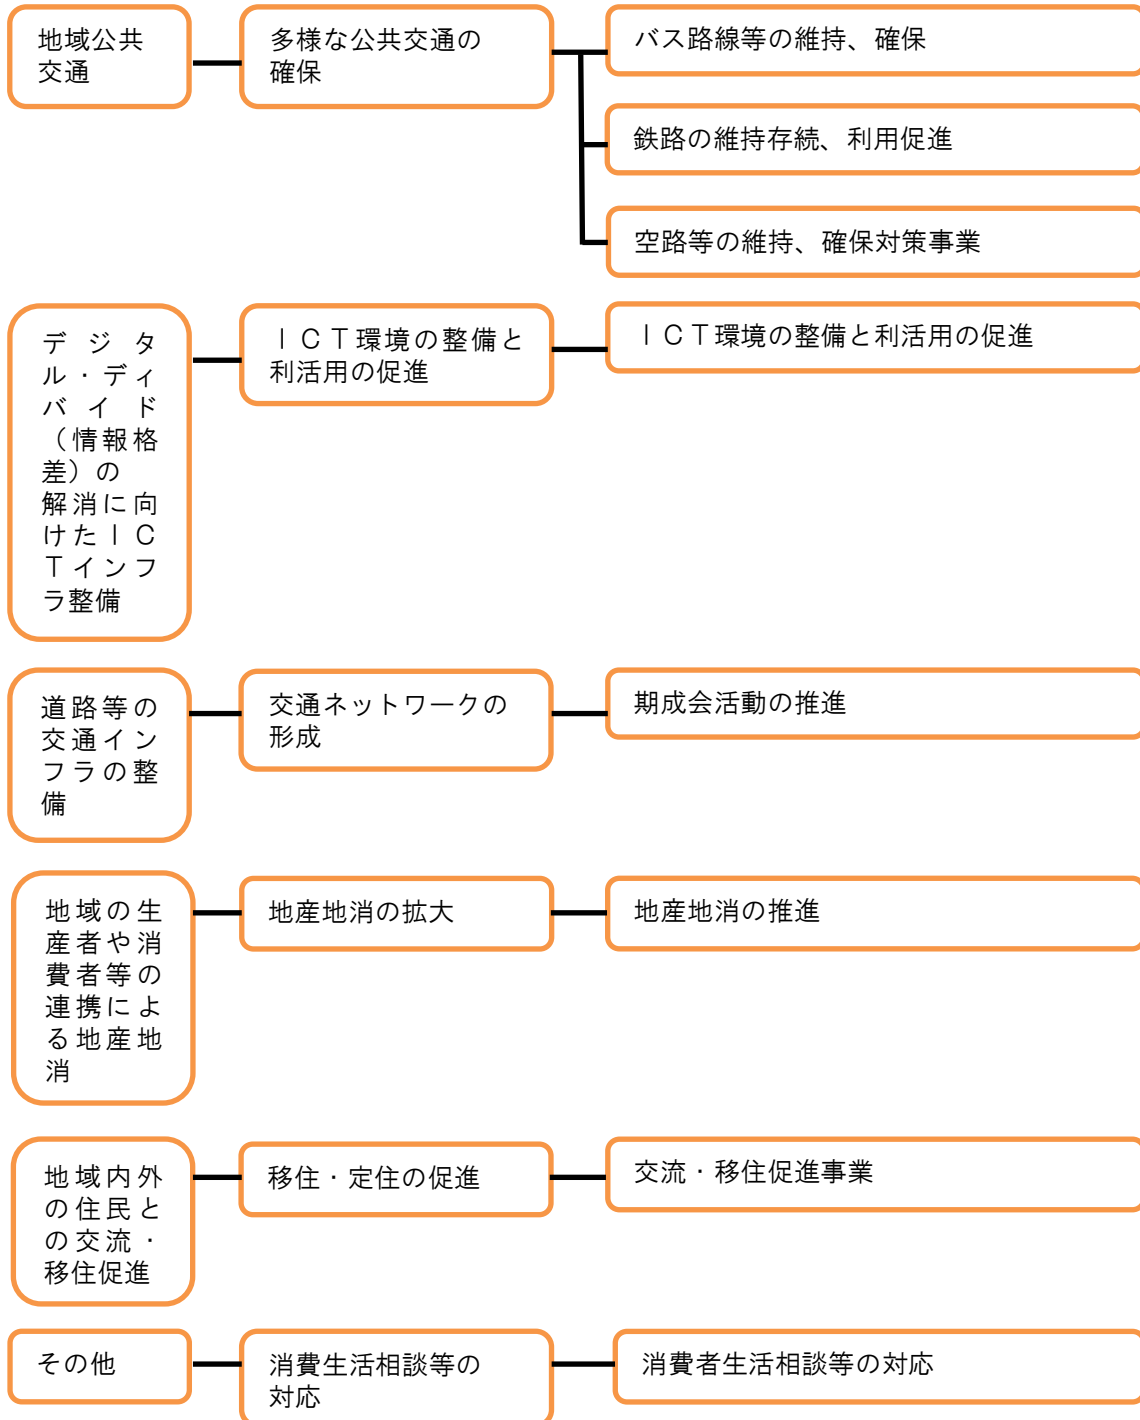 地域公共
交通
多様な公共交通の
確保
バス路線等の維持、確保
鉄路の維持存続、利用促進
空路等の維持、確保対策事業
デジタ
ル・ディ
バイド
（情報格
差）の
解消に向
けたＩＣ
Ｔインフ
ラ整備
ＩＣＴ環境の整備と
利活用の促進
ＩＣＴ環境の整備と利活用の促進
道路等の
交通イン
フラの整
備
交通ネットワークの
形成
期成会活動の推進
地域の生
産者や消
費者等の
連携によ
る地産地
消
地産地消の拡大
地産地消の推進
地域内外
の住民と
の交流・
移住促進
移住・定住の促進
交流・移住促進事業
その他
消費生活相談等の
対応
消費者生活相談等の対応